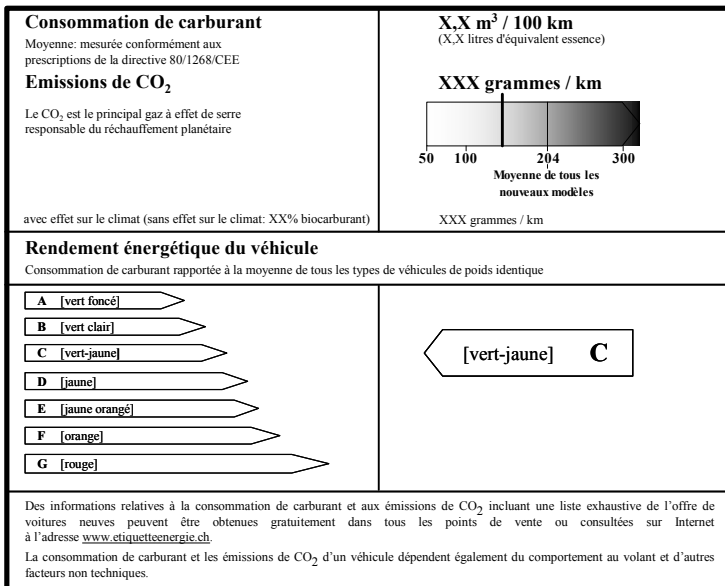 Consommation de carburant
Moyenne: mesurée conformément aux
prescriptions de la directive 80/1268/CEE
X,X m³ / 100 km
(X,X litres d'équivalent essence)
Emissions de CO₂
Le CO₂ est le principal gaz à effet de serre
responsable du réchauffement planétaire
XXX grammes / km
50 100 204 300
Moyenne de tous les
nouveaux modèles
avec effet sur le climat (sans effet sur le climat: XX% biocarburant)
XXX grammes / km
Rendement énergétique du véhicule
Consommation de carburant rapportée à la moyenne de tous les types de véhicules de poids identique
A [vert foncé]
B [vert clair]
C [vert-jaune]
D [jaune]
E [jaune orangé]
F [orange]
G [rouge]
[vert-jaune] C
Des informations relatives à la consommation de carburant et aux émissions de CO₂ incluant une liste exhaustive de l'offre de
voitures neuves peuvent être obtenues gratuitement dans tous les points de vente ou consultées sur Internet
à l'adresse www.etiquetteenergie.ch.
La consommation de carburant et les émissions de CO₂ d'un véhicule dépendent également du comportement au volant et d'autres
facteurs non techniques.